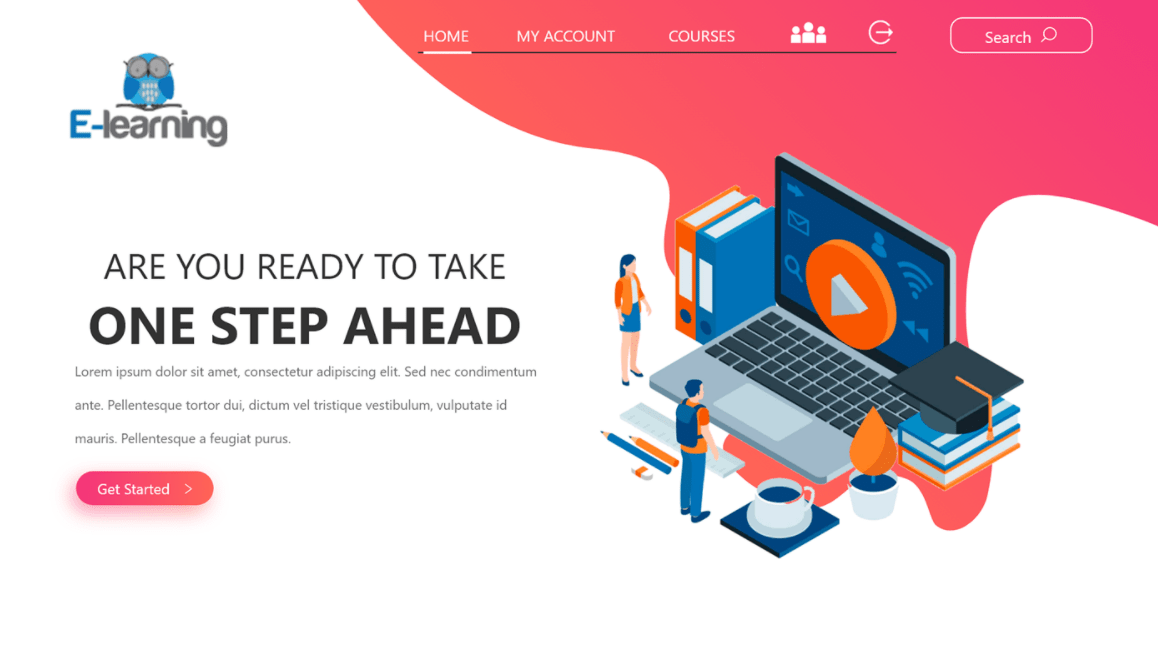 HOME MY ACCOUNT COURSES Search
E-learning
ARE YOU READY TO TAKE
ONE STEP AHEAD
Lorem ipsum dolor sit amet, consectetur adipiscing elit. Sed nec condimentum
ante. Pellentesque tortor dui, dictum vel tristique vestibulum, vulputate id
mauris. Pellentesque a feugiat purus.
Get Started